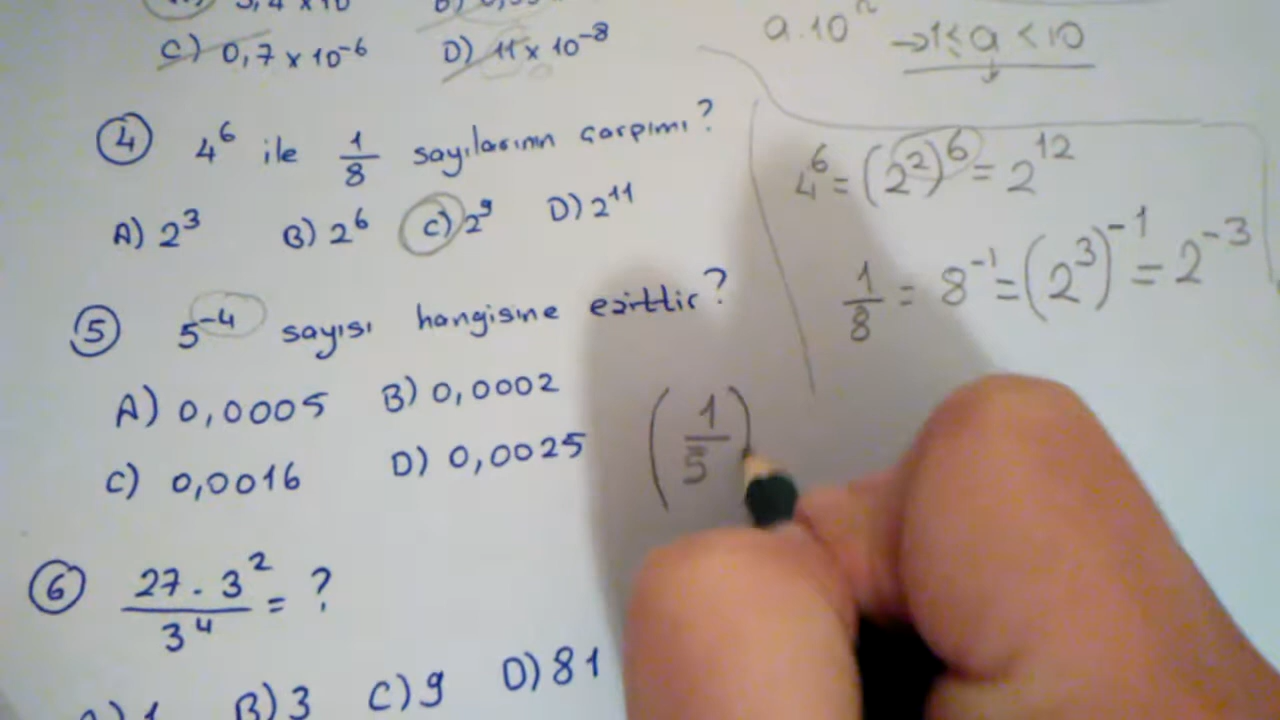 C) 0,7 x 10⁻⁶ D) 11 x 10⁻⁸
a.10ⁿ → 1 ≤ a < 10
④ 4⁶ ile 1/8 sayılarının çarpımı?
A) 2³ B) 2⁶ C) 2⁹ D) 2¹¹
4⁶ = (2²)⁶ = 2¹²
1/8 = 8⁻¹ = (2³)⁻¹ = 2⁻³
⑤ 5⁻⁴ sayısı hangisine eşittir?
A) 0,0005 B) 0,0002
C) 0,0016 D) 0,0025
(1/5)
⑥ 27 . 3² / 3⁴ = ?
A) 1 B) 3 C) 9 D) 81